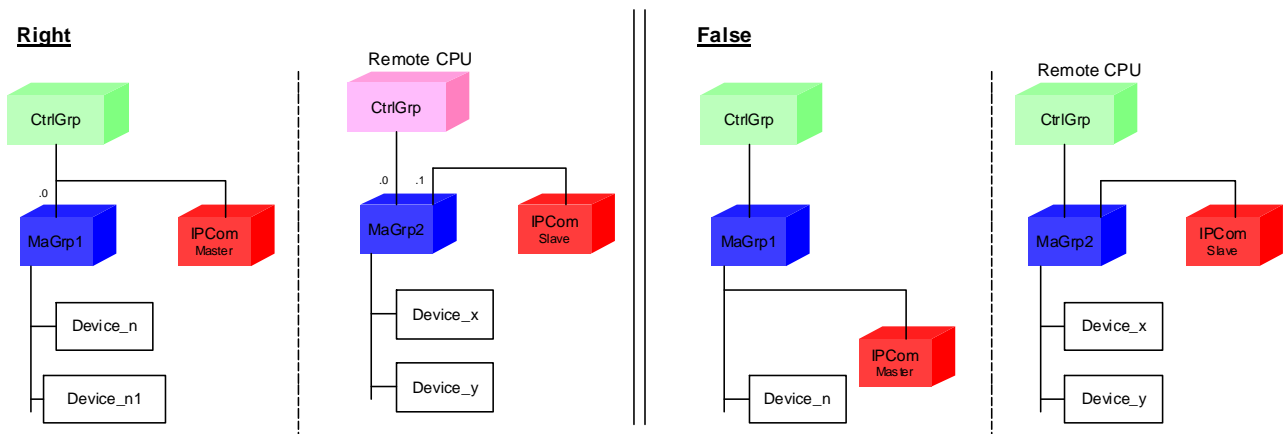 Right
CtrlGrp
.0
MaGrp1
IPCom
Master
Device_n
Device_n1
Remote CPU
CtrlGrp
.0
.1
MaGrp2
IPCom
Slave
Device_x
Device_y
False
CtrlGrp
MaGrp1
IPCom
Master
Device_n
Remote CPU
CtrlGrp
MaGrp2
IPCom
Slave
Device_x
Device_y